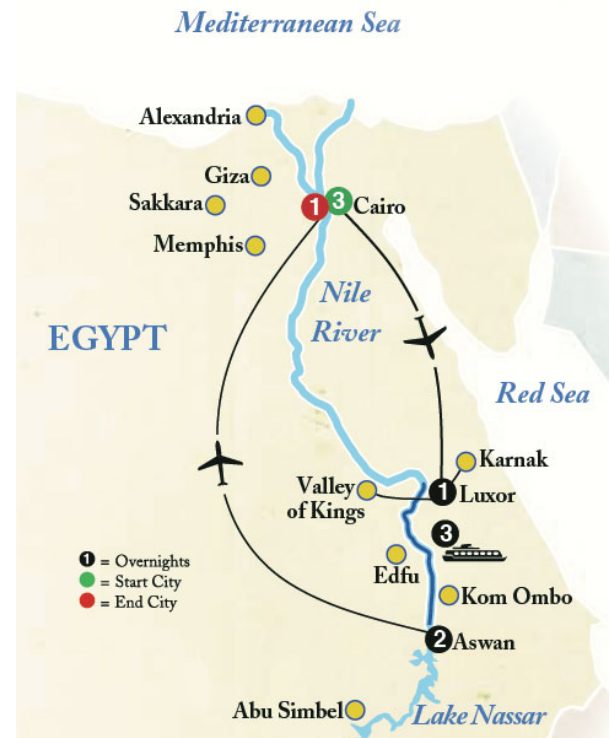 Mediterranean Sea
Alexandria
Giza
Sakkara
1
3
Cairo
Memphis
Nile
River
EGYPT
Red Sea
Karnak
Valley
of Kings
1
Luxor
3
Edfu
1 = Overnights
= Start City
= End City
Kom Ombo
2
Aswan
Abu Simbel
Lake Nassar